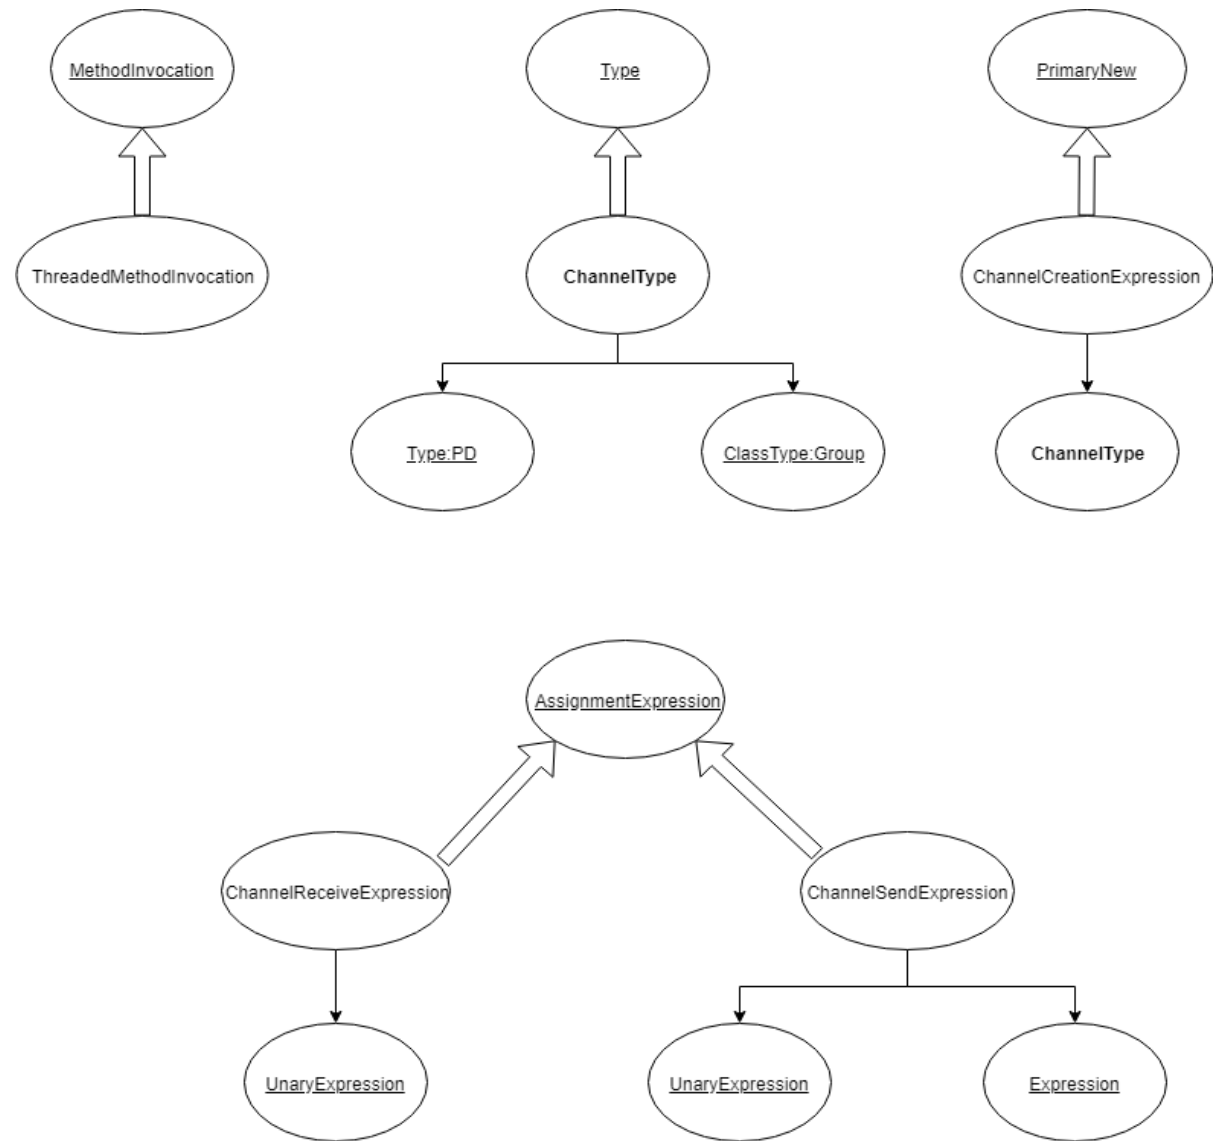 MethodInvocation
Type
PrimaryNew
ThreadedMethodInvocation
ChannelType
ChannelCreationExpression
Type:PD
ClassType:Group
ChannelType
AssignmentExpression
ChannelReceiveExpression
ChannelSendExpression
UnaryExpression
UnaryExpression
Expression